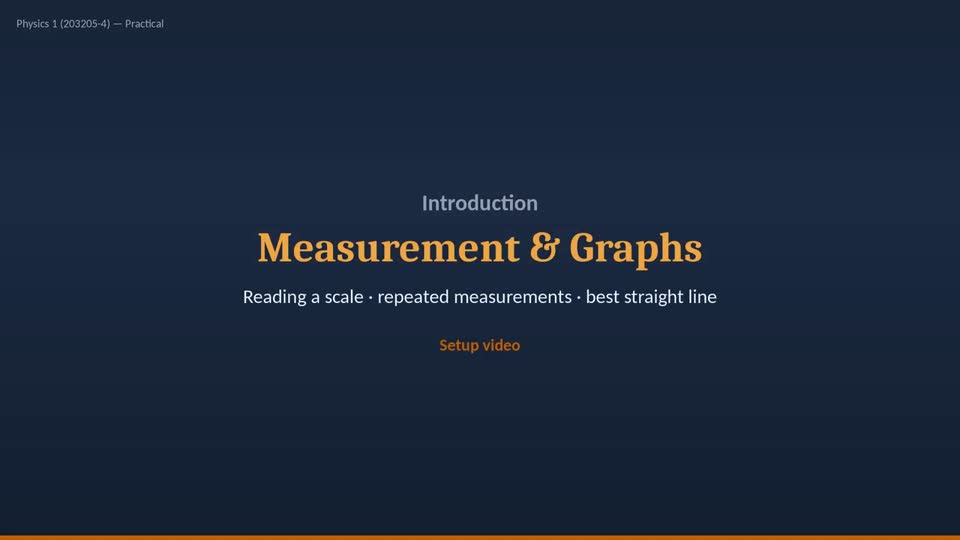 Physics 1 (203205-4) — Practical
Introduction
Measurement & Graphs
Reading a scale · repeated measurements · best straight line
Setup video